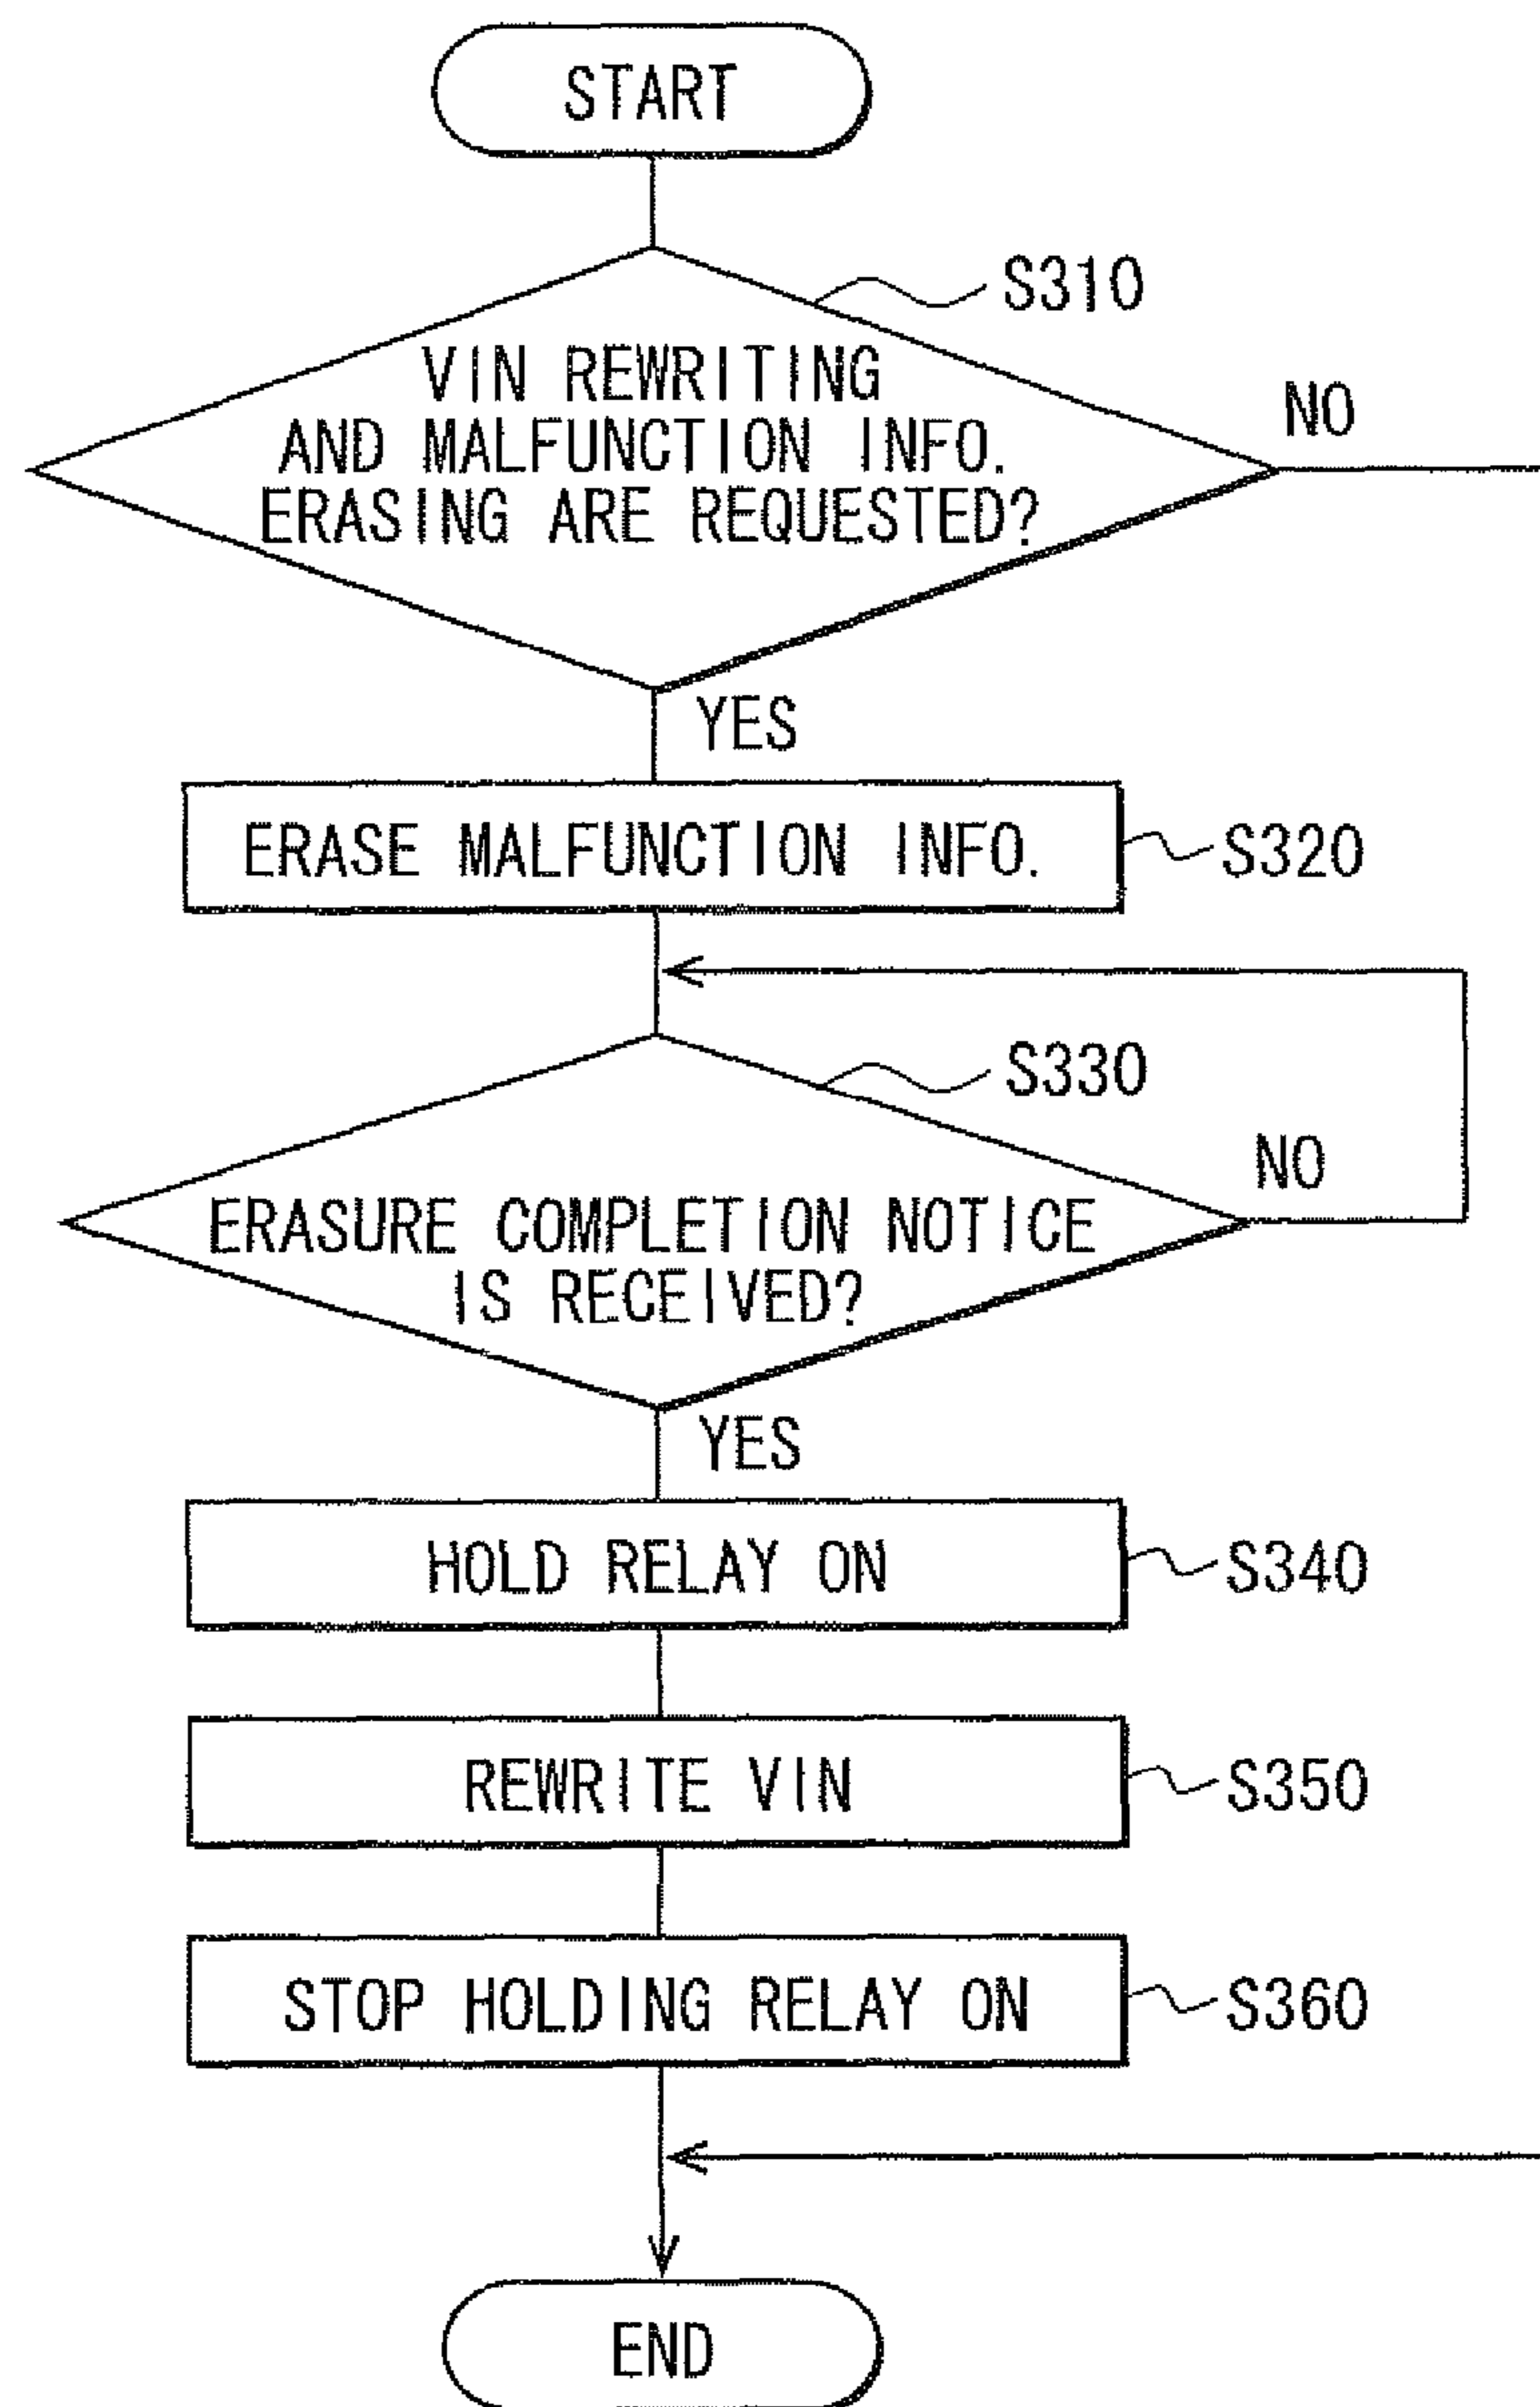 START
S310
VIN REWRITING
AND MALFUNCTION INFO.
ERASING ARE REQUESTED?
NO
YES
ERASE MALFUNCTION INFO.
S320
S330
ERASURE COMPLETION NOTICE
IS RECEIVED?
NO
YES
HOLD RELAY ON
S340
REWRITE VIN
S350
STOP HOLDING RELAY ON
S360
END